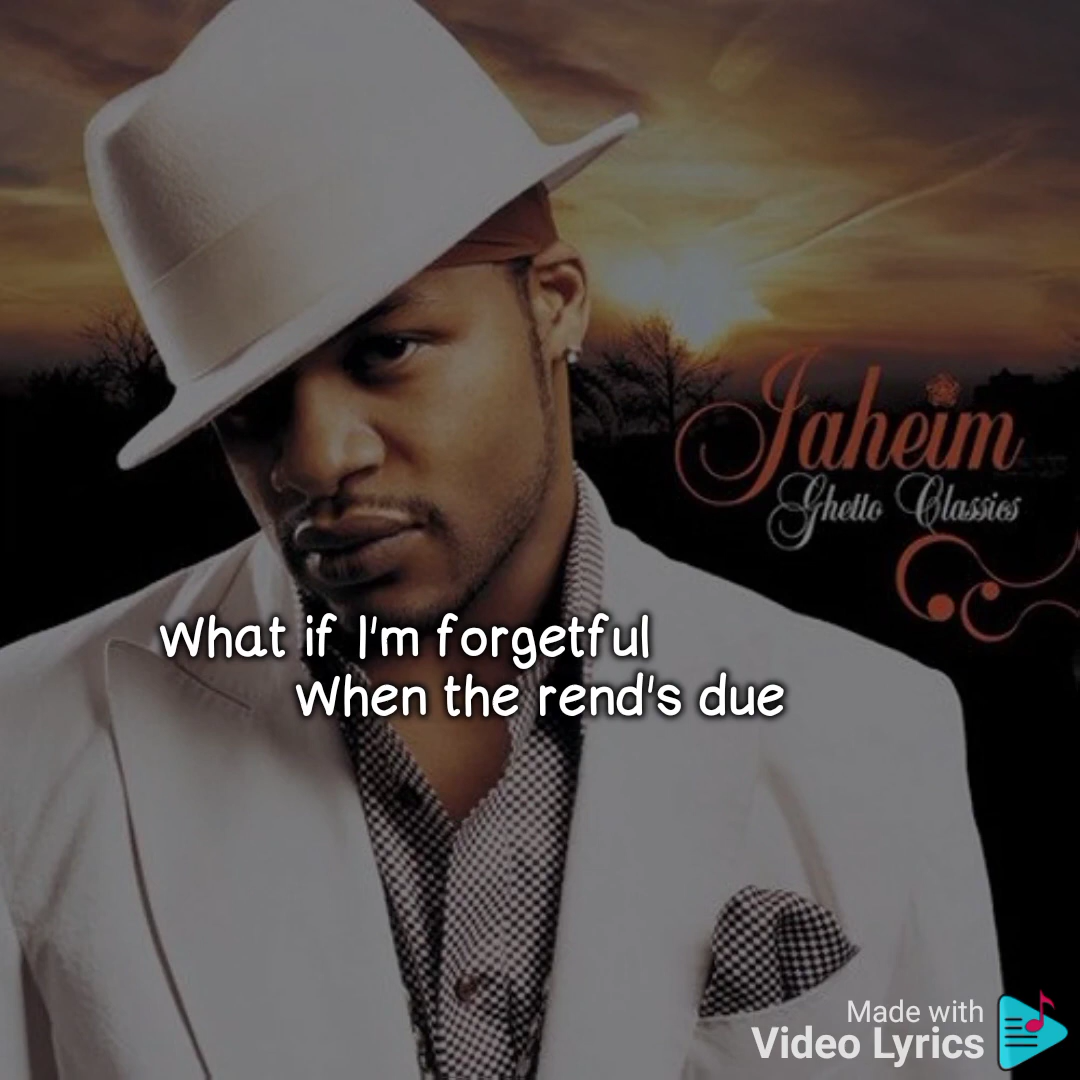 Jaheim
Ghetto Classics
What if I'm forgetful
When the rend's due
Made with
Video Lyrics